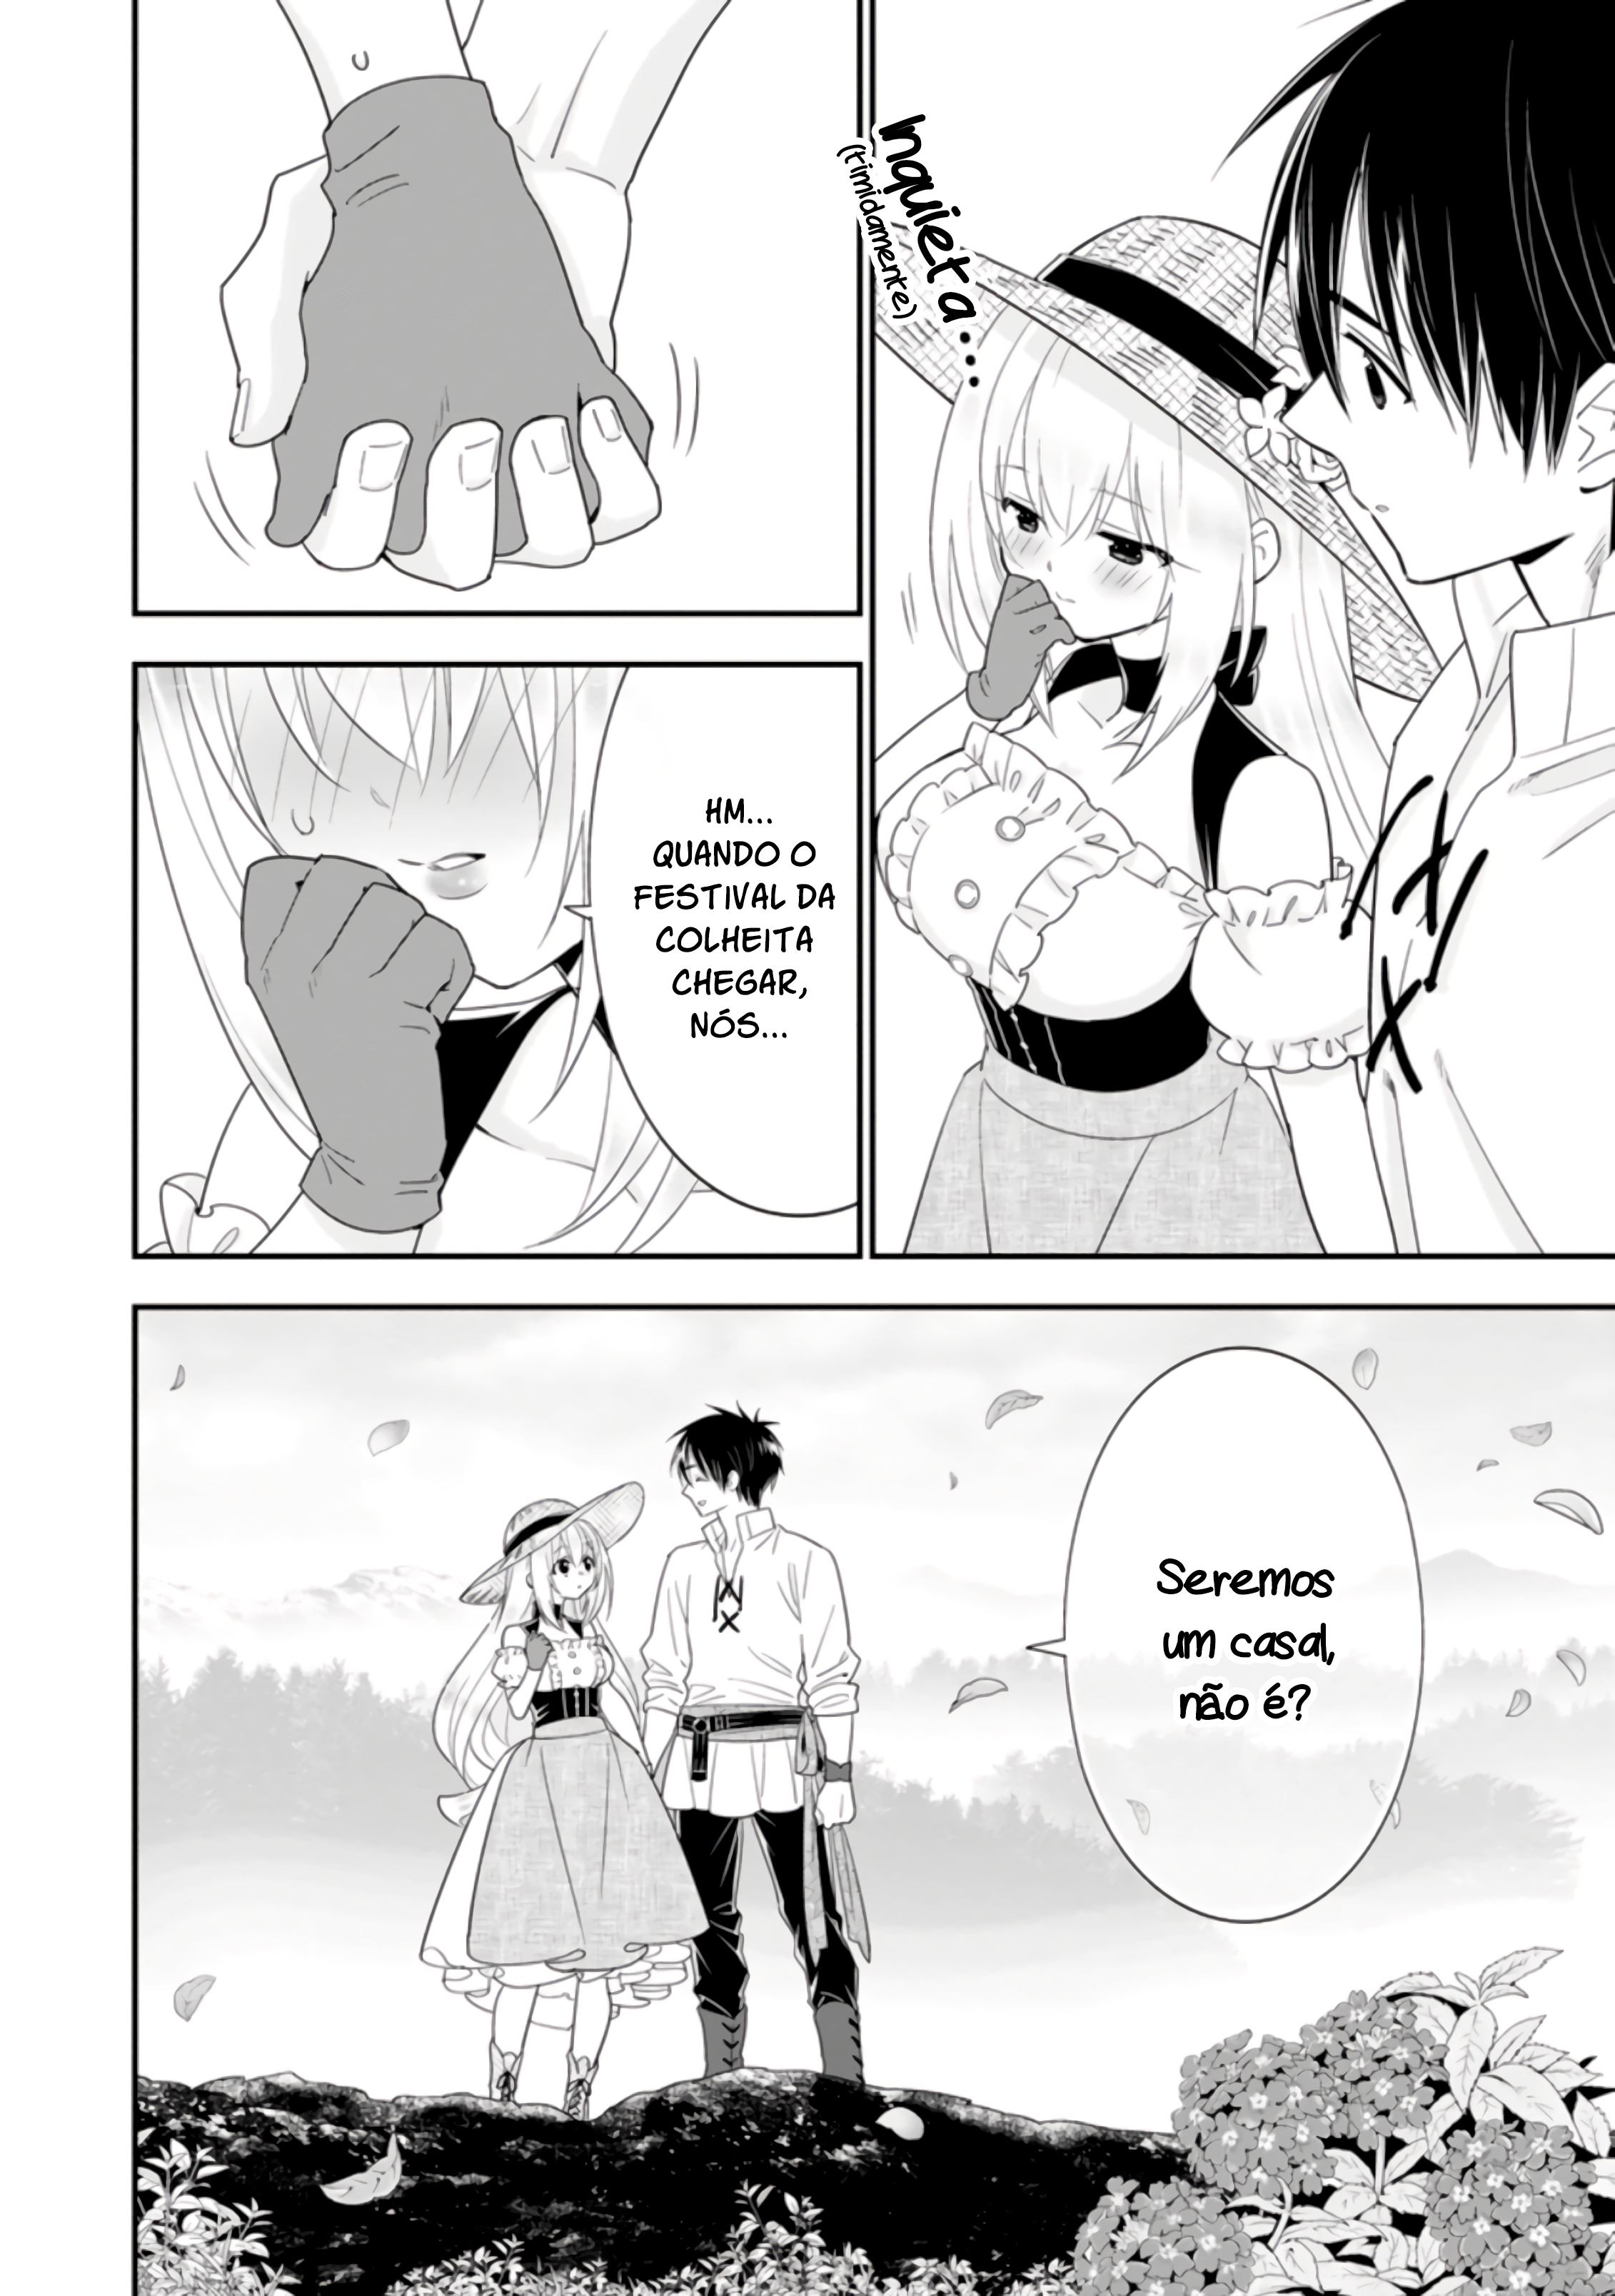 Inquieta...
(timidamente)
HM...
QUANDO O
FESTIVAL DA
COLHEITA
CHEGAR,
NÓS...
Seremos
um casal,
não é?